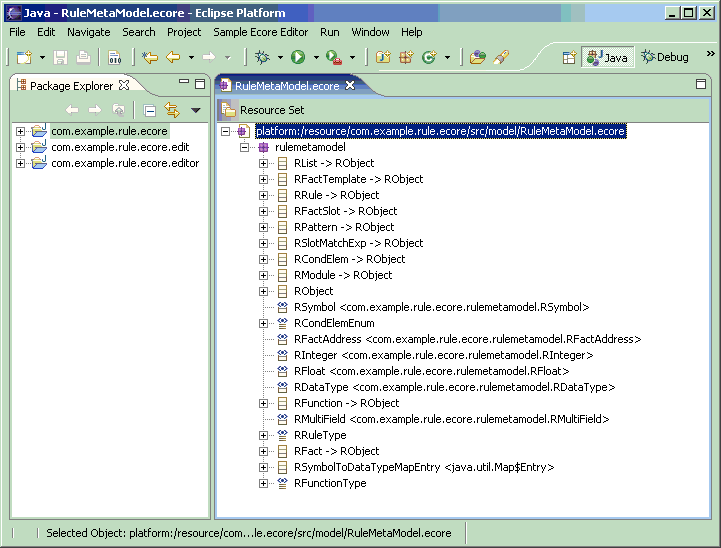 Java - RuleMetaModel.ecore - Eclipse Platform
File Edit Navigate Search Project Sample Ecore Editor Run Window Help
010 J C » Java Debug »
Package Explorer
RuleMetaModel.ecore
Resource Set
com.example.rule.ecore
com.example.rule.ecore.edit
com.example.rule.ecore.editor
platform:/resource/com.example.rule.ecore/src/model/RuleMetaModel.ecore
rulemetamodel
RList -> RObject
RFactTemplate -> RObject
RRule -> RObject
RFactSlot -> RObject
RPattern -> RObject
RSlotMatchExp -> RObject
RCondElem -> RObject
RModule -> RObject
RObject
RSymbol <com.example.rule.ecore.rulemetamodel.RSymbol>
RCondElemEnum
RFactAddress <com.example.rule.ecore.rulemetamodel.RFactAddress>
RInteger <com.example.rule.ecore.rulemetamodel.RInteger>
RFloat <com.example.rule.ecore.rulemetamodel.RFloat>
RDataType <com.example.rule.ecore.rulemetamodel.RDataType>
RFunction -> RObject
RMultiField <com.example.rule.ecore.rulemetamodel.RMultiField>
RRuleType
RFact -> RObject
RSymbolToDataTypeMapEntry <java.util.Map$Entry>
RFunctionType
Selected Object: platform:/resource/com...le.ecore/src/model/RuleMetaModel.ecore